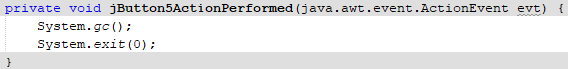 private void jButton5ActionPerformed(java.awt.event.ActionEvent evt) {
    System.gc();
    System.exit(0);
}